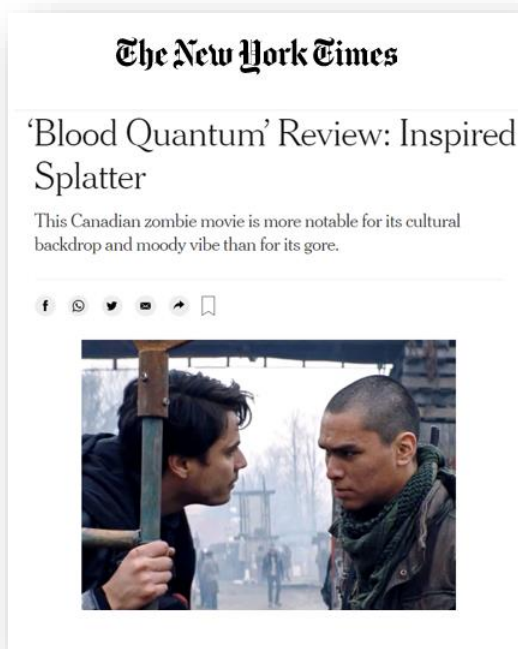 The New York Times
‘Blood Quantum’ Review: Inspired
Splatter
This Canadian zombie movie is more notable for its cultural
backdrop and moody vibe than for its gore.